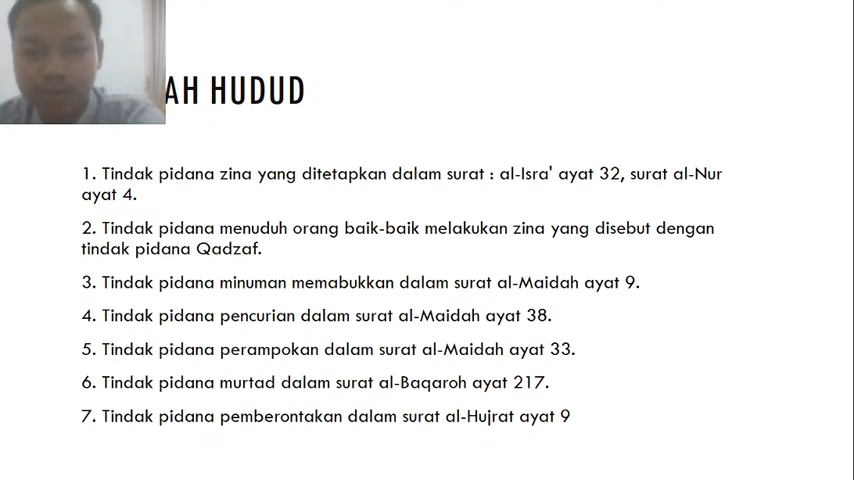 AH HUDUD
1. Tindak pidana zina yang ditetapkan dalam surat : al-Isra' ayat 32, surat al-Nur
ayat 4.
2. Tindak pidana menuduh orang baik-baik melakukan zina yang disebut dengan
tindak pidana Qadzaf.
3. Tindak pidana minuman memabukkan dalam surat al-Maidah ayat 9.
4. Tindak pidana pencurian dalam surat al-Maidah ayat 38.
5. Tindak pidana perampokan dalam surat al-Maidah ayat 33.
6. Tindak pidana murtad dalam surat al-Baqaroh ayat 217.
7. Tindak pidana pemberontakan dalam surat al-Hujrat ayat 9